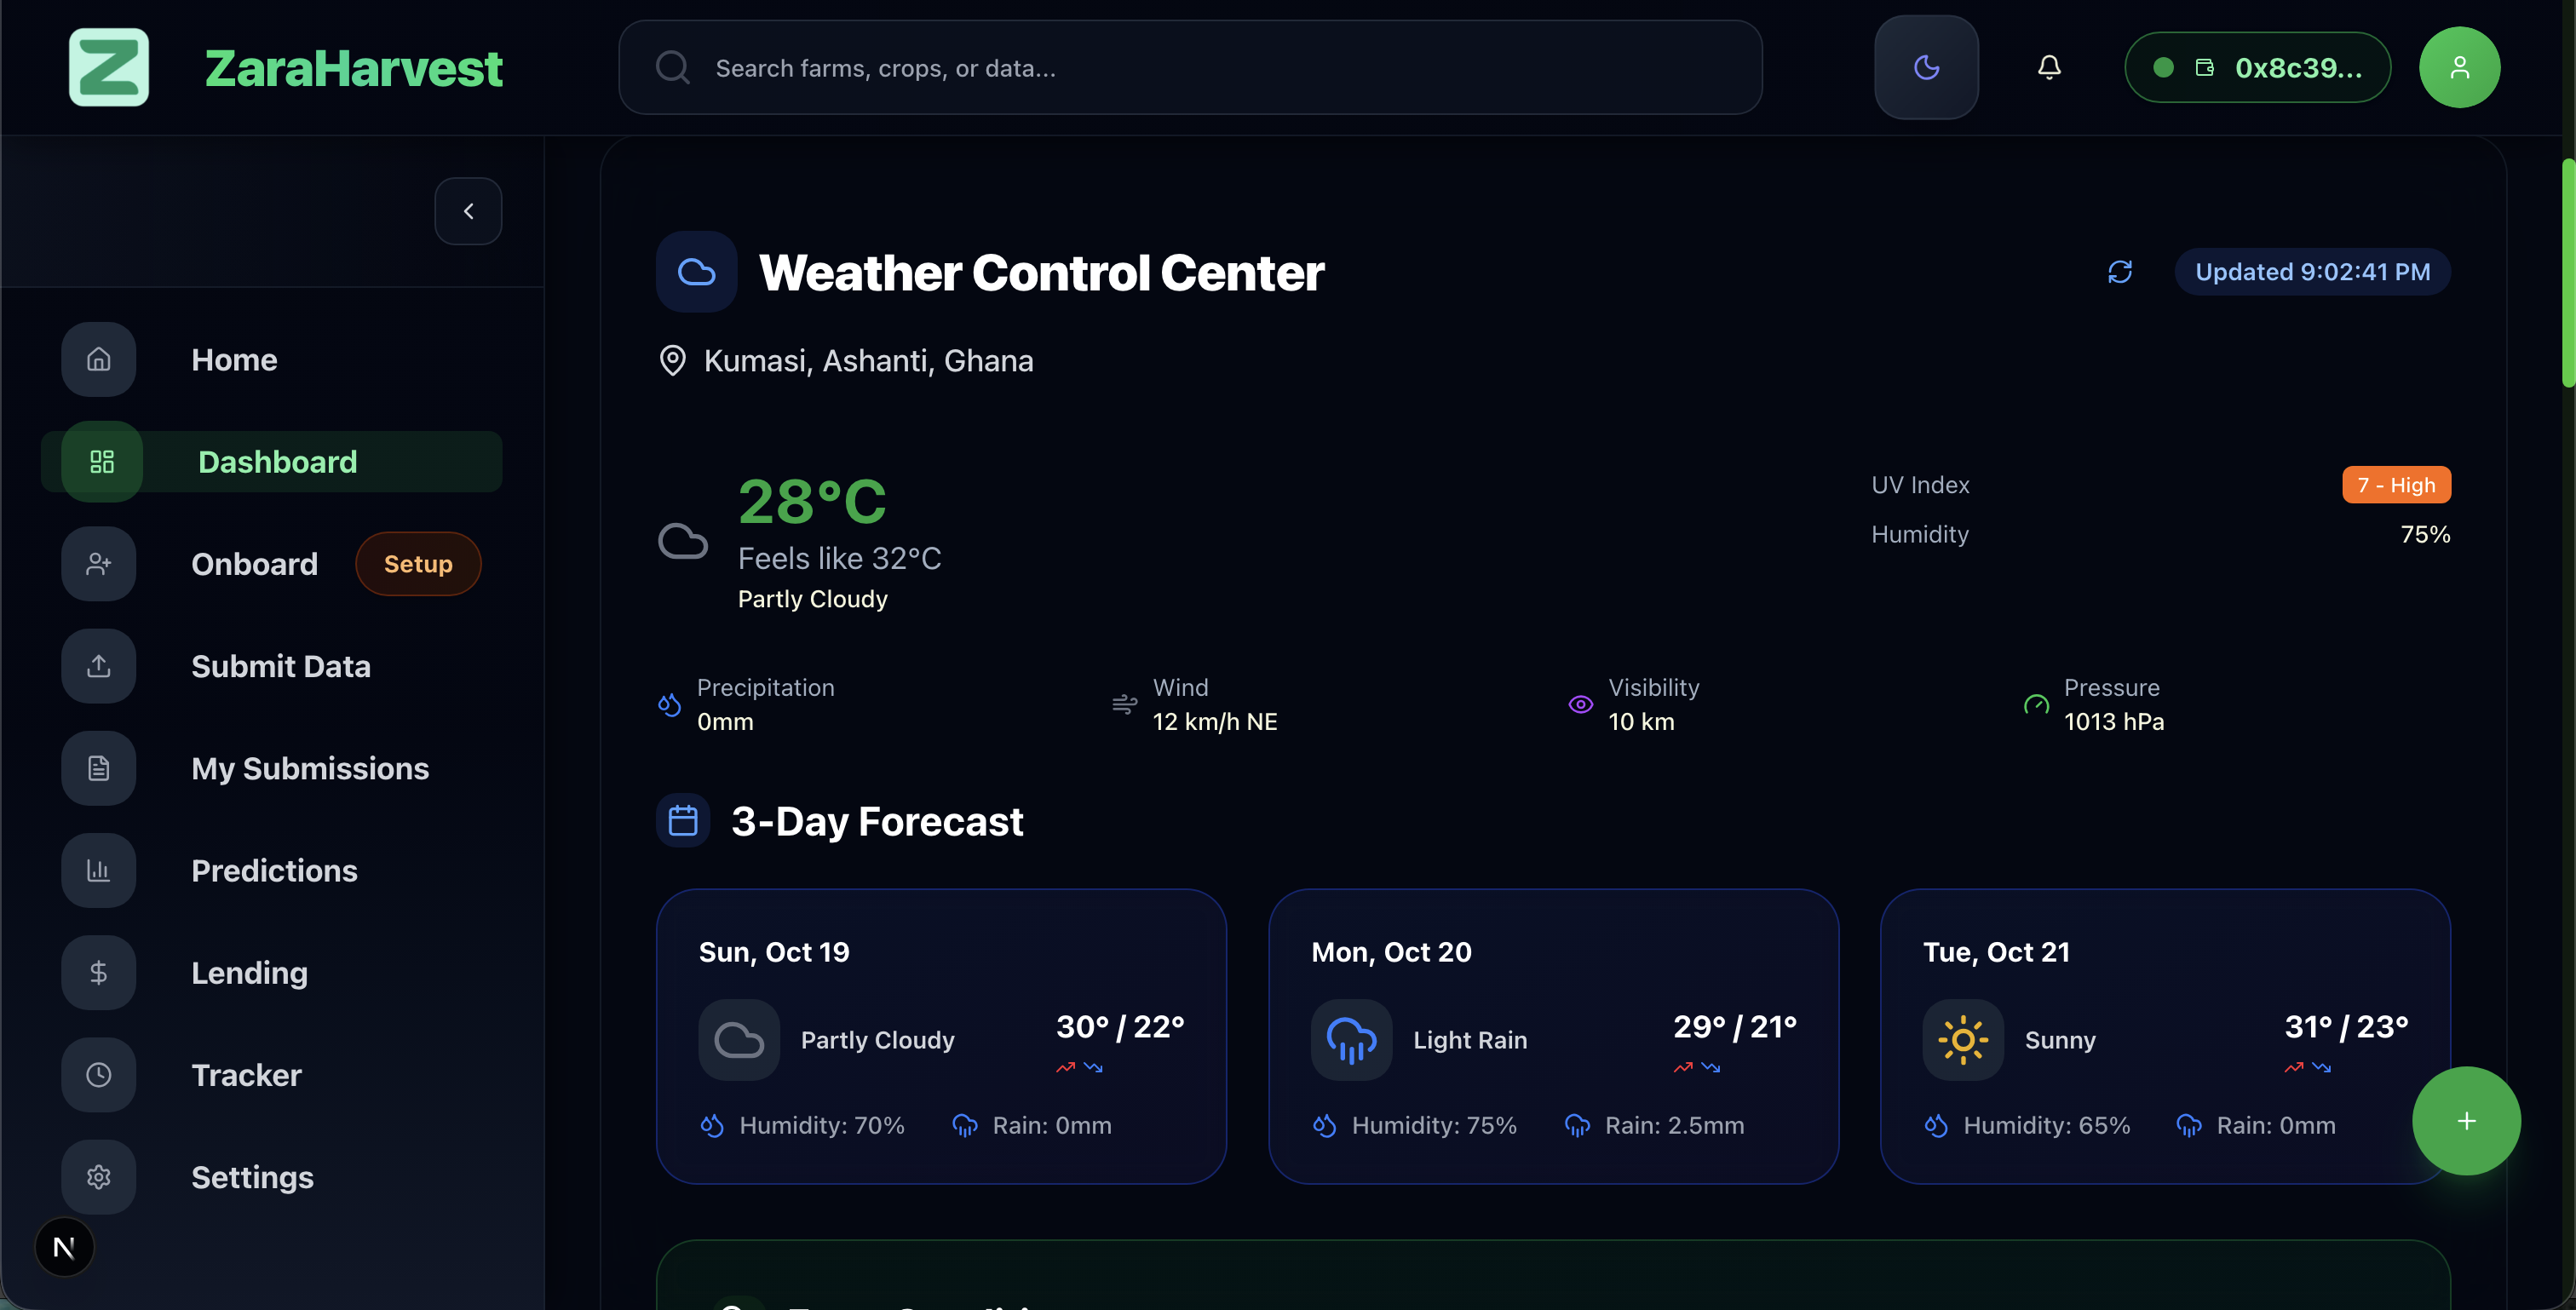 ZaraHarvest
Search farms, crops, or data...
0x8c39...
Home
Dashboard
Onboard
Setup
Submit Data
My Submissions
Predictions
Lending
Tracker
Settings
Weather Control Center
Updated 9:02:41 PM
Kumasi, Ashanti, Ghana
28°C
Feels like 32°C
Partly Cloudy
UV Index
7 - High
Humidity
75%
Precipitation
0mm
Wind
12 km/h NE
Visibility
10 km
Pressure
1013 hPa
3-Day Forecast
Sun, Oct 19
Partly Cloudy
30° / 22°
Humidity: 70%
Rain: 0mm
Mon, Oct 20
Light Rain
29° / 21°
Humidity: 75%
Rain: 2.5mm
Tue, Oct 21
Sunny
31° / 23°
Humidity: 65%
Rain: 0mm